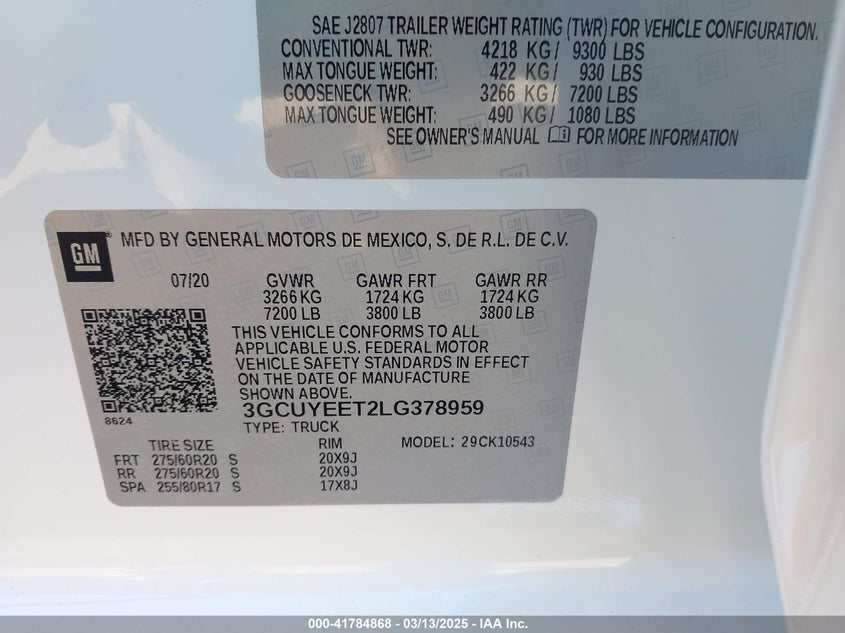 SAE J2807 TRAILER WEIGHT RATING (TWR) FOR VEHICLE CONFIGURATION.
CONVENTIONAL TWR: 4218 KG/ 9300 LBS
MAX TONGUE WEIGHT: 422 KG/ 930 LBS
GOOSENECK TWR: 3266 KG/ 7200 LBS
MAX TONGUE WEIGHT: 490 KG/ 1080 LBS
SEE OWNER'S MANUAL FOR MORE INFORMATION
GM ® MFD BY GENERAL MOTORS DE MEXICO, S. DE R.L. DE C.V.
07/20 GVWR GAWR FRT GAWR RR
3266 KG 1724 KG 1724 KG
7200 LB 3800 LB 3800 LB
THIS VEHICLE CONFORMS TO ALL
APPLICABLE U.S. FEDERAL MOTOR
VEHICLE SAFETY STANDARDS IN EFFECT
ON THE DATE OF MANUFACTURE
SHOWN ABOVE.
3GCUYEET2LG378959
8624
TYPE: TRUCK
TIRE SIZE RIM MODEL: 29CK10543
FRT 275/60R20 S 20X9J
RR 275/60R20 S 20X9J
SPA 255/80R17 S 17X8J
000-41784868 - 03/13/2025 - IAA Inc.